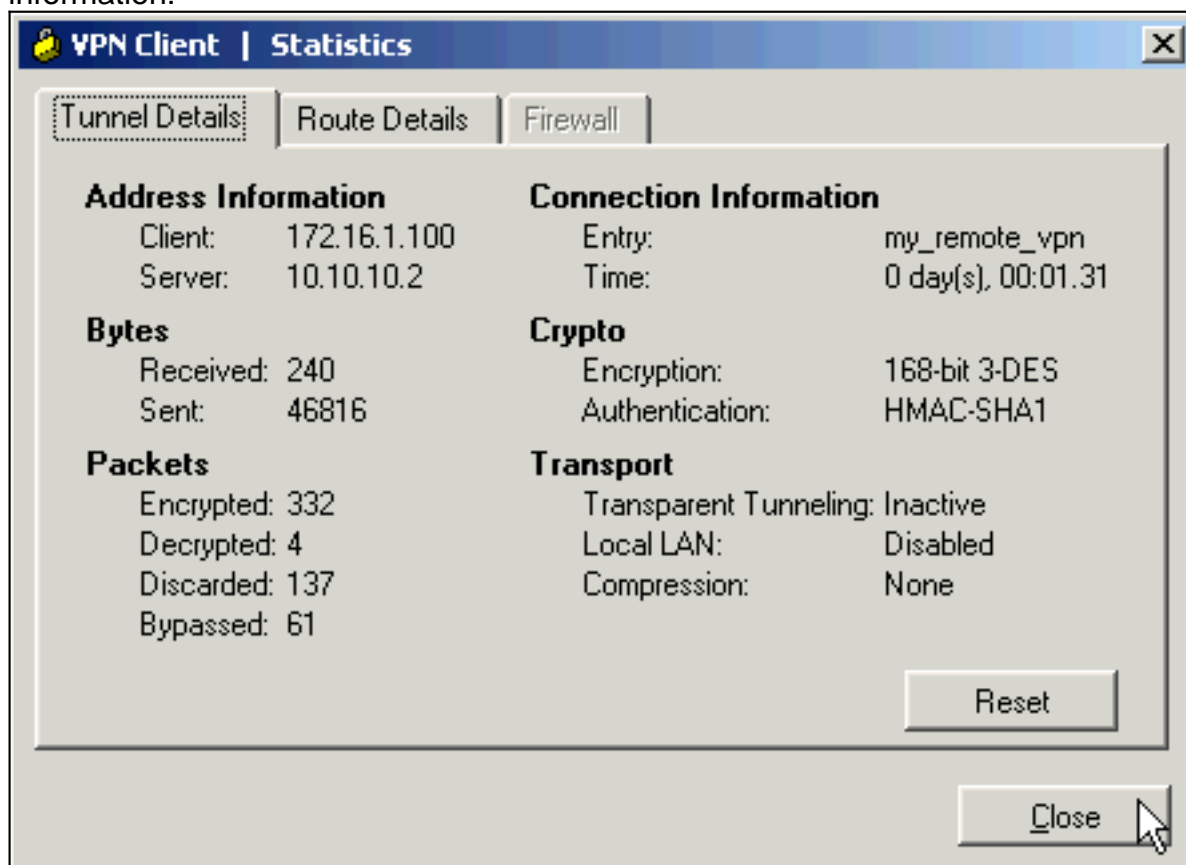 information.
VPN Client | Statistics
Tunnel Details
Route Details
Firewall
Address Information
Client: 172.16.1.100
Server: 10.10.10.2
Bytes
Received: 240
Sent: 46816
Packets
Encrypted: 332
Decrypted: 4
Discarded: 137
Bypassed: 61
Connection Information
Entry: my_remote_vpn
Time: 0 day(s), 00:01.31
Crypto
Encryption: 168-bit 3-DES
Authentication: HMAC-SHA1
Transport
Transparent Tunneling: Inactive
Local LAN: Disabled
Compression: None
Reset
Close